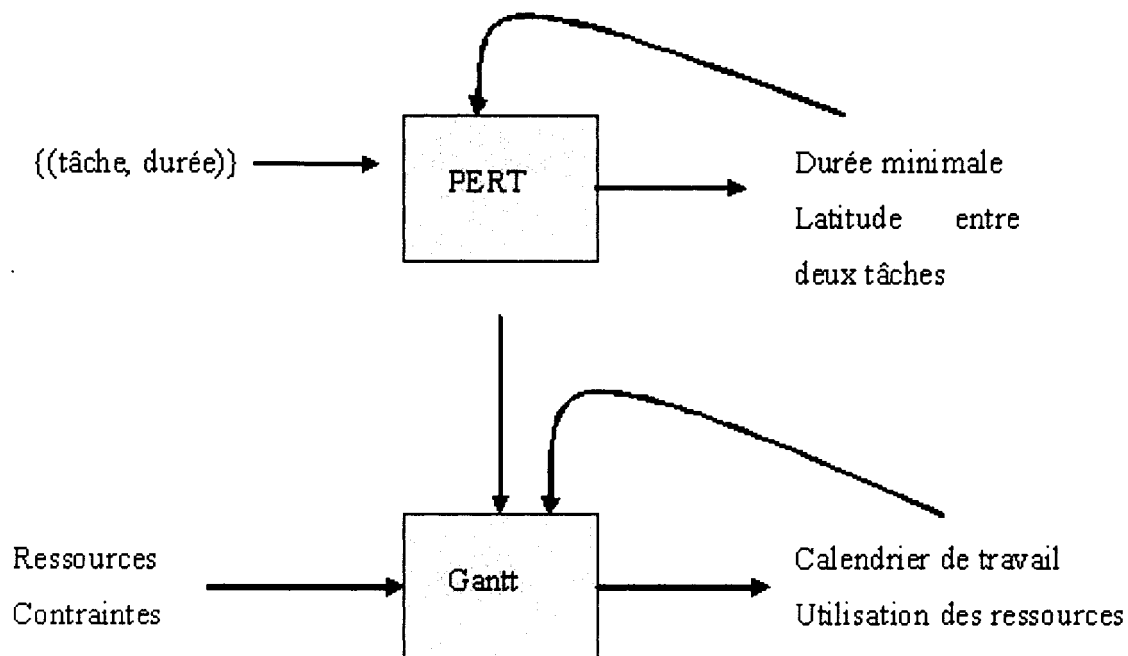 {(tâche, durée)}
PERT
Durée minimale
Latitude entre
deux tâches
Ressources
Contraintes
Gantt
Calendrier de travail
Utilisation des ressources